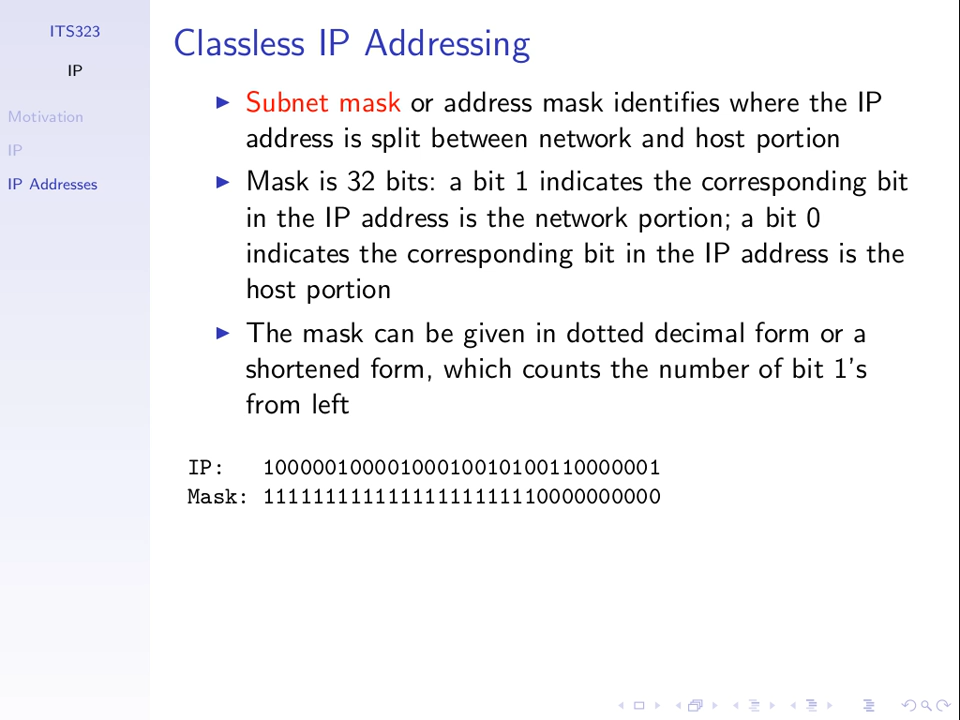 ITS323
IP
Motivation
IP
IP Addresses
Classless IP Addressing
Subnet mask or address mask identifies where the IP
address is split between network and host portion
Mask is 32 bits: a bit 1 indicates the corresponding bit
in the IP address is the network portion; a bit 0
indicates the corresponding bit in the IP address is the
host portion
The mask can be given in dotted decimal form or a
shortened form, which counts the number of bit 1's
from left
IP: 10000010000100010010100110000001
Mask: 11111111111111111111110000000000